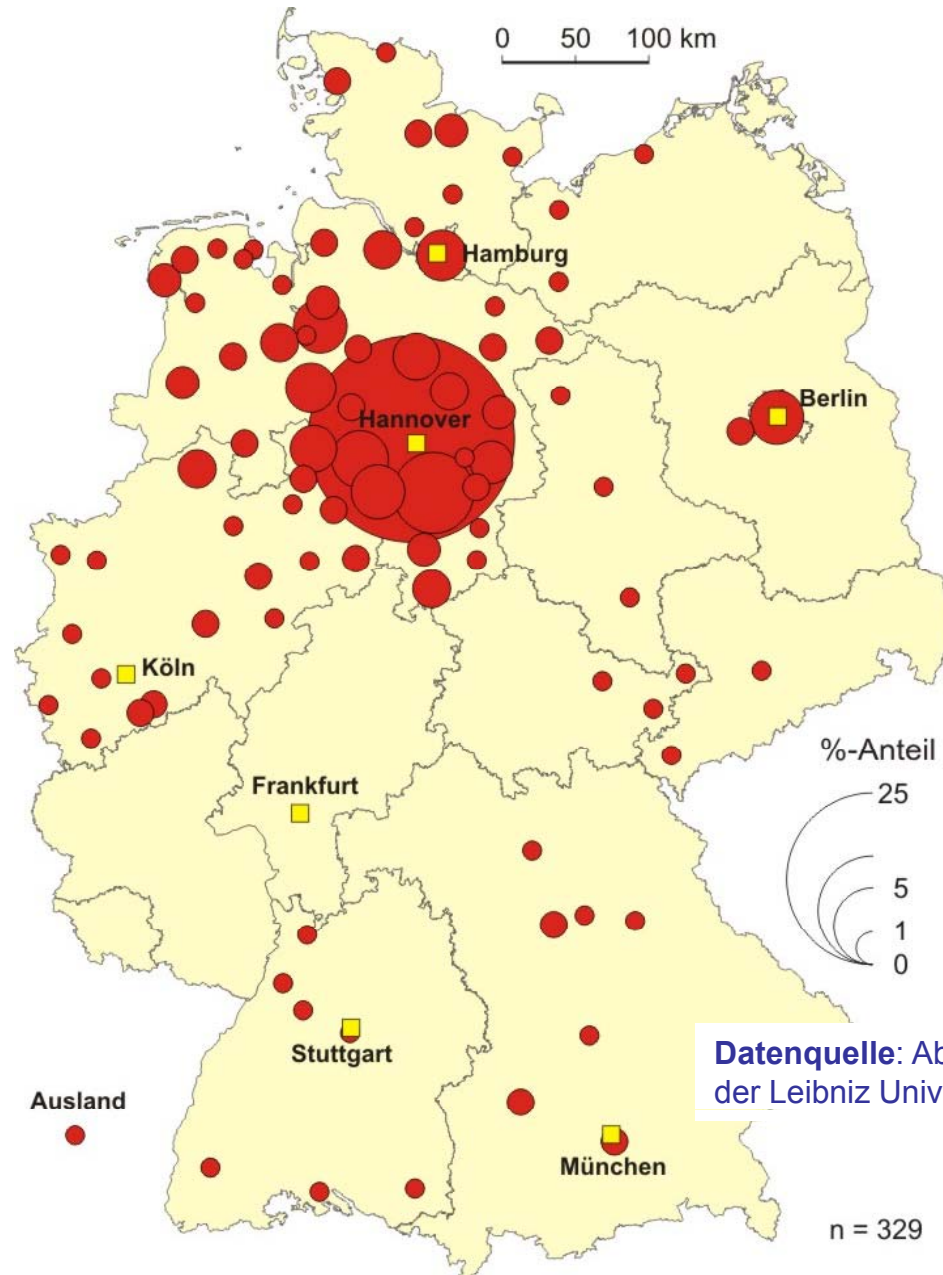 0 50 100 km
Hamburg
Berlin
Hannover
Köln
%-Anteil
25
5
1
0
Frankfurt
Stuttgart
Datenquelle: Ab
der Leibniz Univ
Ausland
München
n = 329